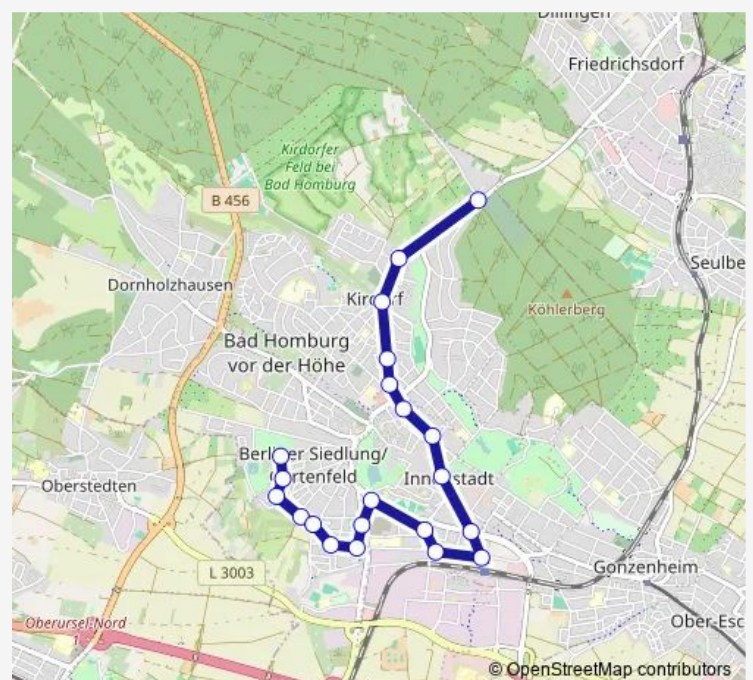 Dillingen
Friedrichsdorf
Kirdorfer
Feld bei
Bad Homburg
B 456
Seulbe
Dornholzhausen
Kirdorf
Köhlerberg
Bad Homburg
vor der Höhe
Berliner Siedlung/
Gartenfeld
Innenstadt
Oberstedten
L 3003
Gonzenheim
Oberursel-Nord
Ober-Esc
© OpenStreetMap contributors